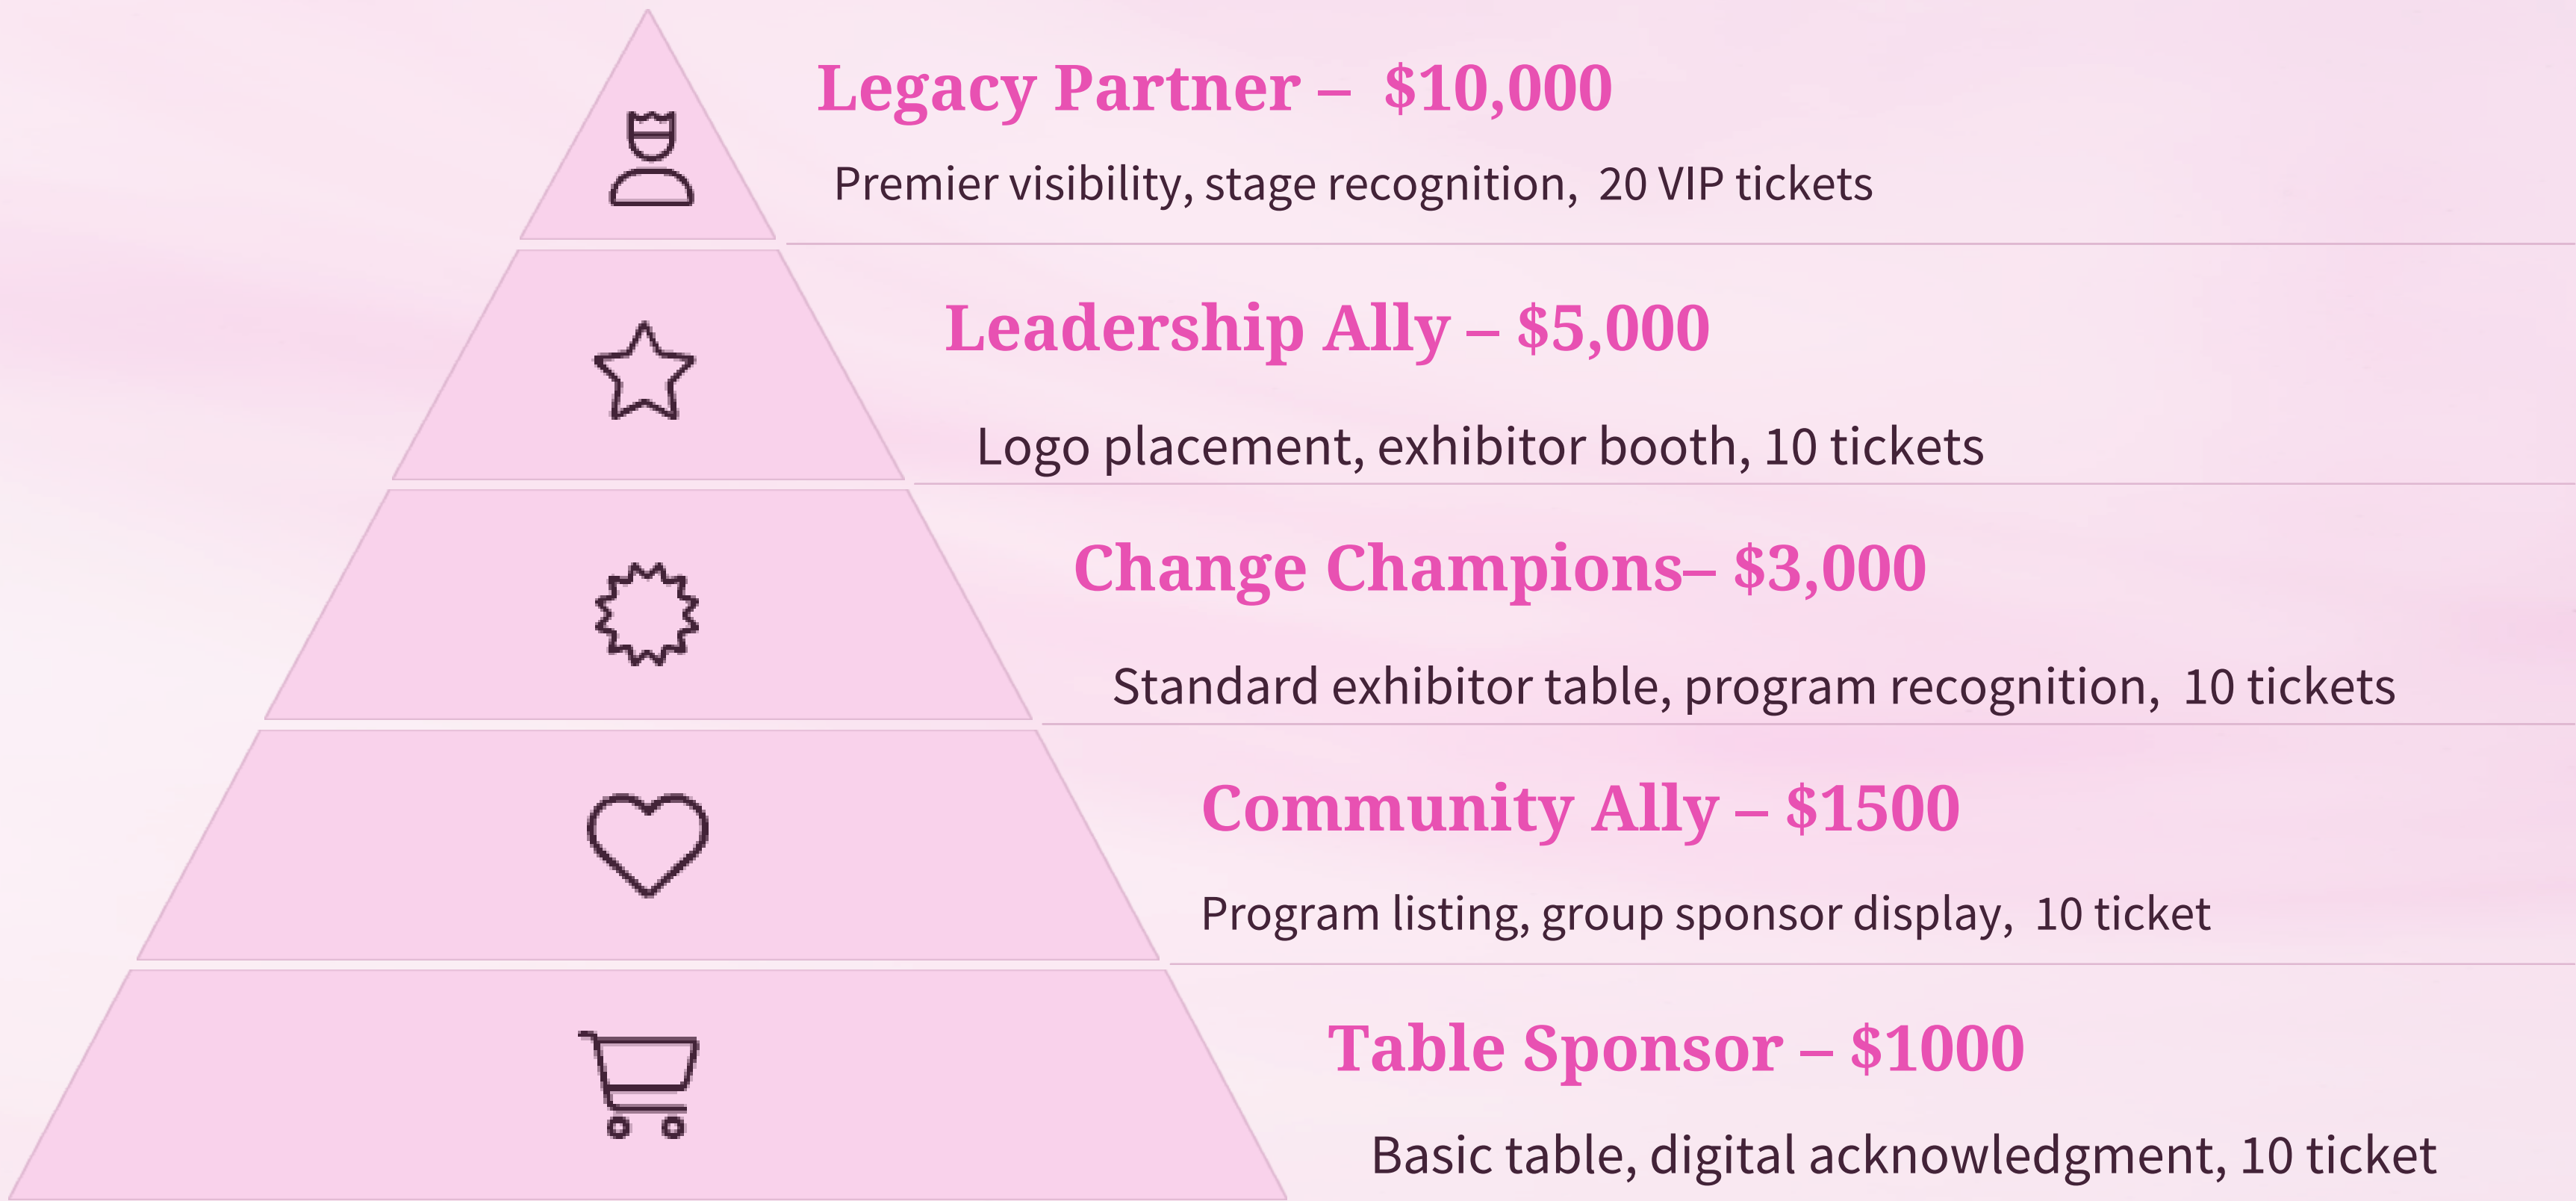 Legacy Partner – $10,000
Premier visibility, stage recognition, 20 VIP tickets
Leadership Ally – $5,000
Logo placement, exhibitor booth, 10 tickets
Change Champions– $3,000
Standard exhibitor table, program recognition, 10 tickets
Community Ally – $1500
Program listing, group sponsor display, 10 ticket
Table Sponsor – $1000
Basic table, digital acknowledgment, 10 ticket